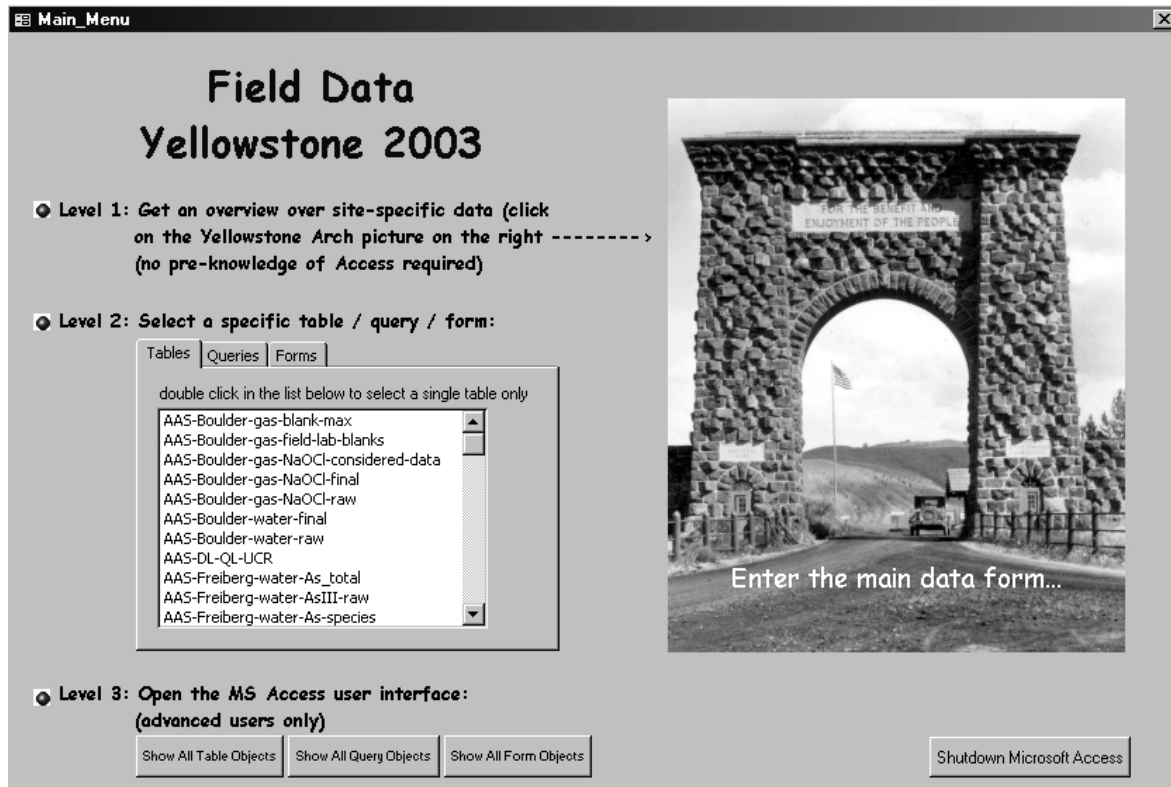 Main_Menu
Field Data
Yellowstone 2003
Level 1: Get an overview over site-specific data (click
on the Yellowstone Arch picture on the right -------->
(no pre-knowledge of Access required)
Level 2: Select a specific table / query / form:
Tables Queries Forms
double click in the list below to select a single table only
AAS-Boulder-gas-blank-max
AAS-Boulder-gas-field-lab-blanks
AAS-Boulder-gas-NaOCl-considered-data
AAS-Boulder-gas-NaOCl-final
AAS-Boulder-gas-NaOCl-raw
AAS-Boulder-water-final
AAS-Boulder-water-raw
AAS-DL-QL-UCR
AAS-Freiberg-water-As_total
AAS-Freiberg-water-AsIII-raw
AAS-Freiberg-water-As-species
Level 3: Open the MS Access user interface:
(advanced users only)
Show All Table Objects Show All Query Objects Show All Form Objects
FOR THE BENEFIT AND
ENJOYMENT OF THE PEOPLE
Enter the main data form...
Shutdown Microsoft Access